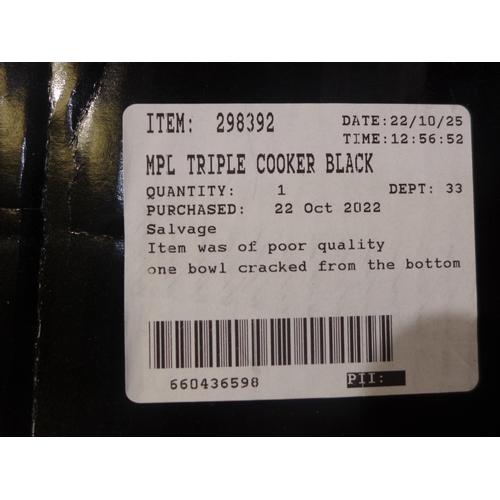 ITEM: 298392 DATE:22/10/25
TIME:12:56:52
MPL TRIPLE COOKER BLACK
QUANTITY: 1 DEPT: 33
PURCHASED: 22 Oct 2022
Salvage
Item was of poor quality
one bowl cracked from the bottom
660436598 PII: